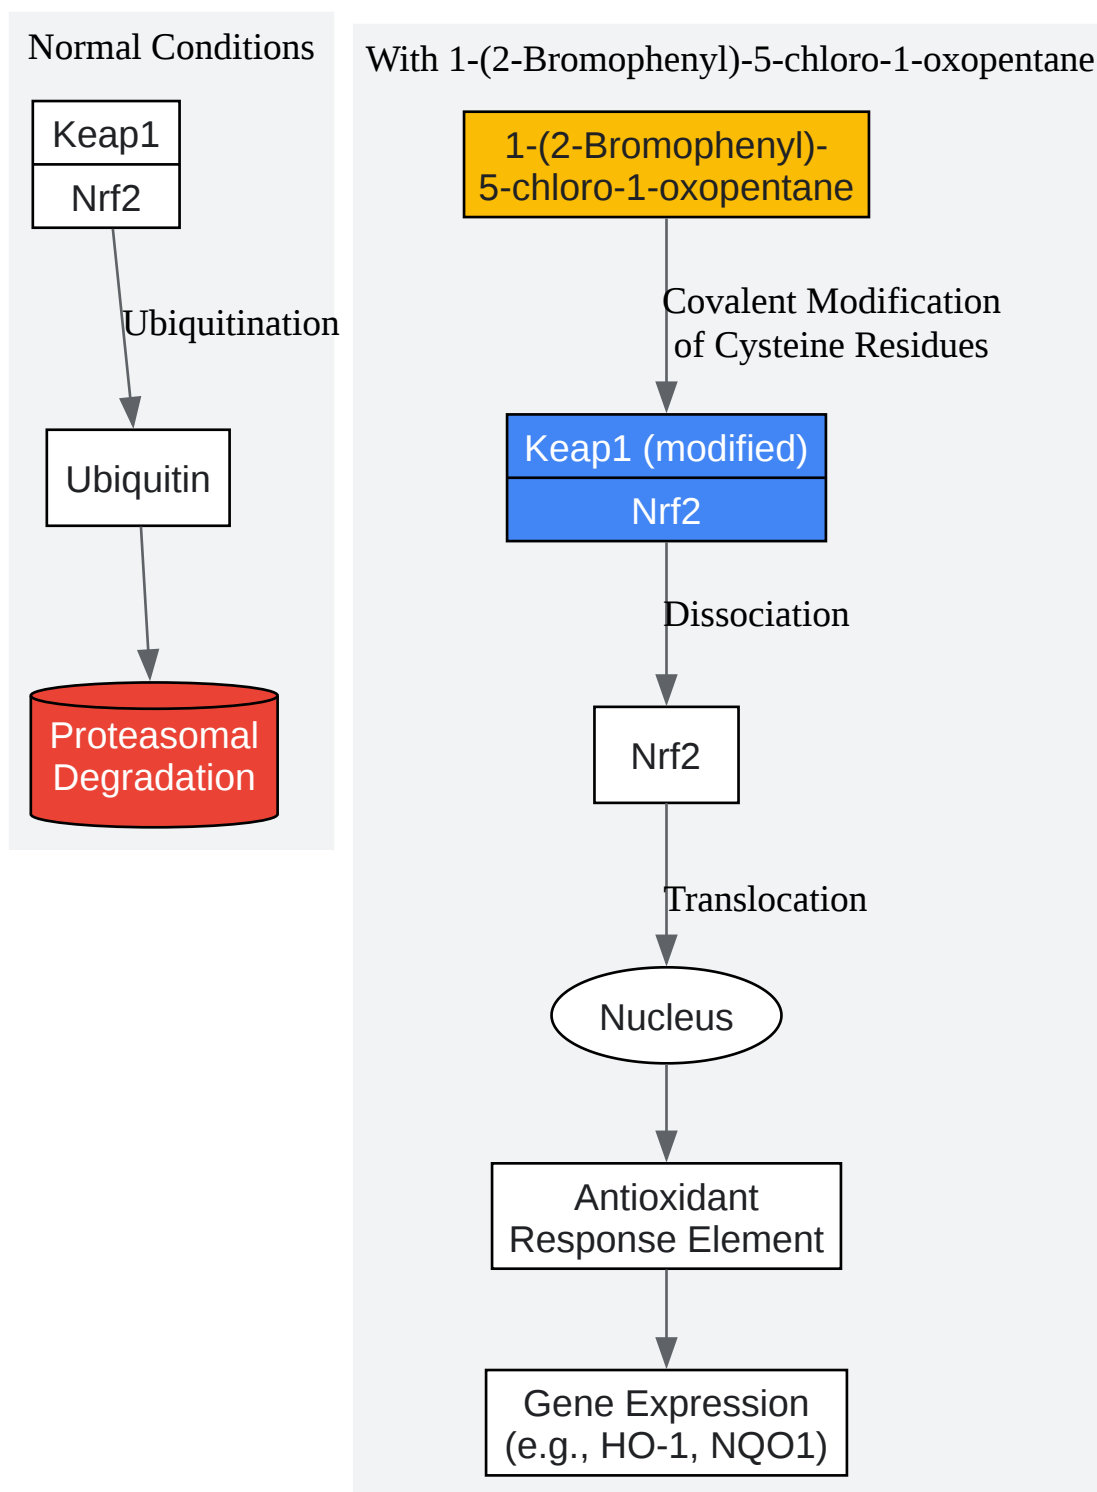 Normal Conditions
Keap1
Nrf2
Ubiquitination
Ubiquitin
Proteasomal
Degradation
With 1-(2-Bromophenyl)-5-chloro-1-oxopentane
1-(2-Bromophenyl)-
5-chloro-1-oxopentane
Covalent Modification
of Cysteine Residues
Keap1 (modified)
Nrf2
Dissociation
Nrf2
Translocation
Nucleus
Antioxidant
Response Element
Gene Expression
(e.g., HO-1, NQO1)